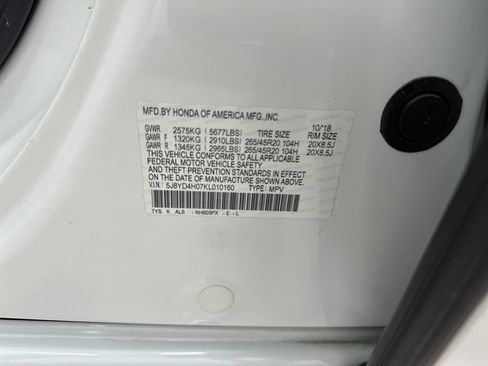 MFD.BY HONDA OF AMERICA MFG.,INC. 10/18
GVWR 2575KG ( 5677LBS) TIRE SIZE RIM SIZE
GAWR F 1320KG ( 2910LBS) 265/45R20 104H 20X8.5J
GAWR R 1345KG ( 2965LBS) 265/45R20 104H 20X8.5J
THIS VEHICLE CONFORMS TO ALL APPLICABLE
FEDERAL MOTOR VEHICLE SAFETY
AND THEFT PREVENTION STANDARDS IN EFFECT
ON THE DATE OF MANUFACTURE SHOWN ABOVE.
V.I.N: 5J8YD4H07KL010160 TYPE: MPV
TYS K AL5 -NH603PX -E-L